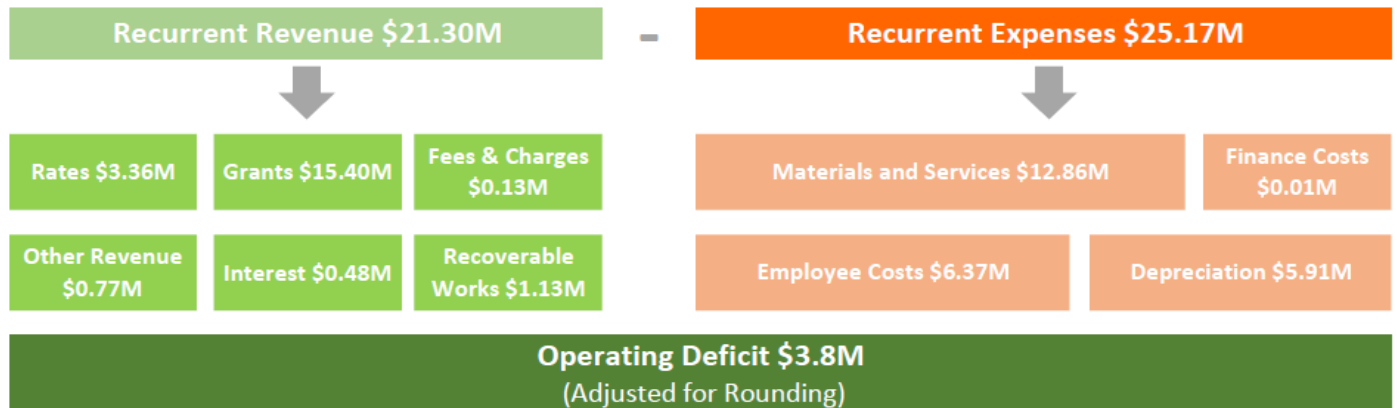 Recurrent Revenue $21.30M
-
Recurrent Expenses $25.17M
Rates $3.36M
Grants $15.40M
Fees & Charges
$0.13M
Materials and Services $12.86M
Finance Costs
$0.01M
Other Revenue
$0.77M
Interest $0.48M
Recoverable
Works $1.13M
Employee Costs $6.37M
Depreciation $5.91M
Operating Deficit $3.8M
(Adjusted for Rounding)